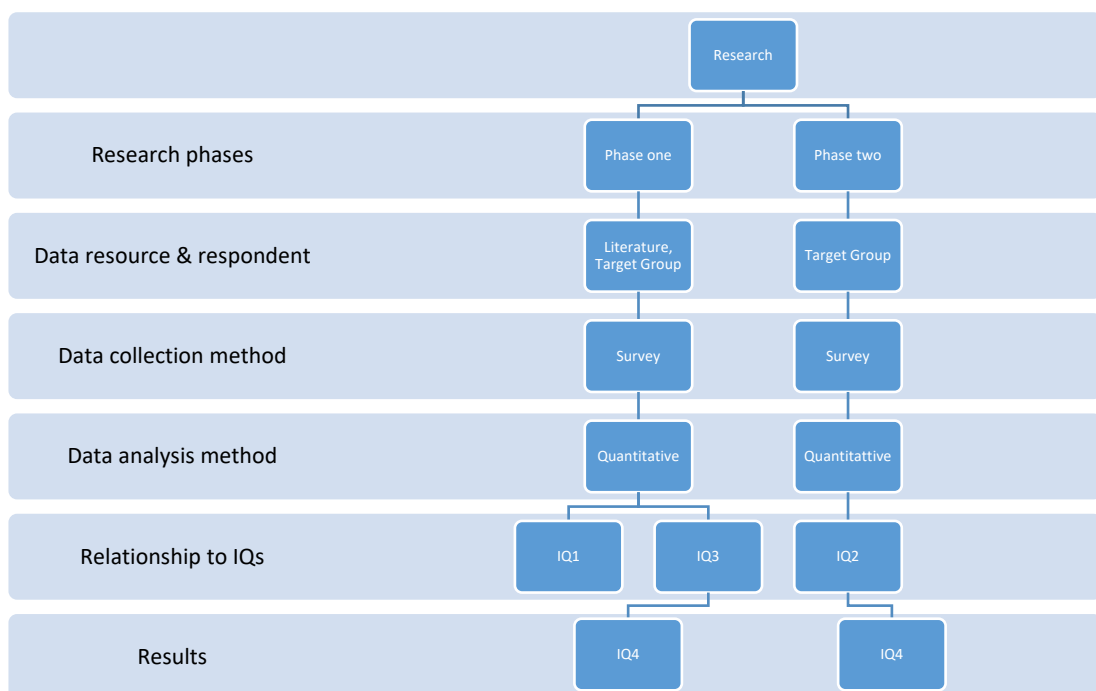 Research
Research phases
Phase one
Phase two
Data resource & respondent
Literature,
Target Group
Target Group
Data collection method
Survey
Survey
Data analysis method
Quantitative
Quantitattive
Relationship to IQs
IQ1
IQ3
IQ2
Results
IQ4
IQ4